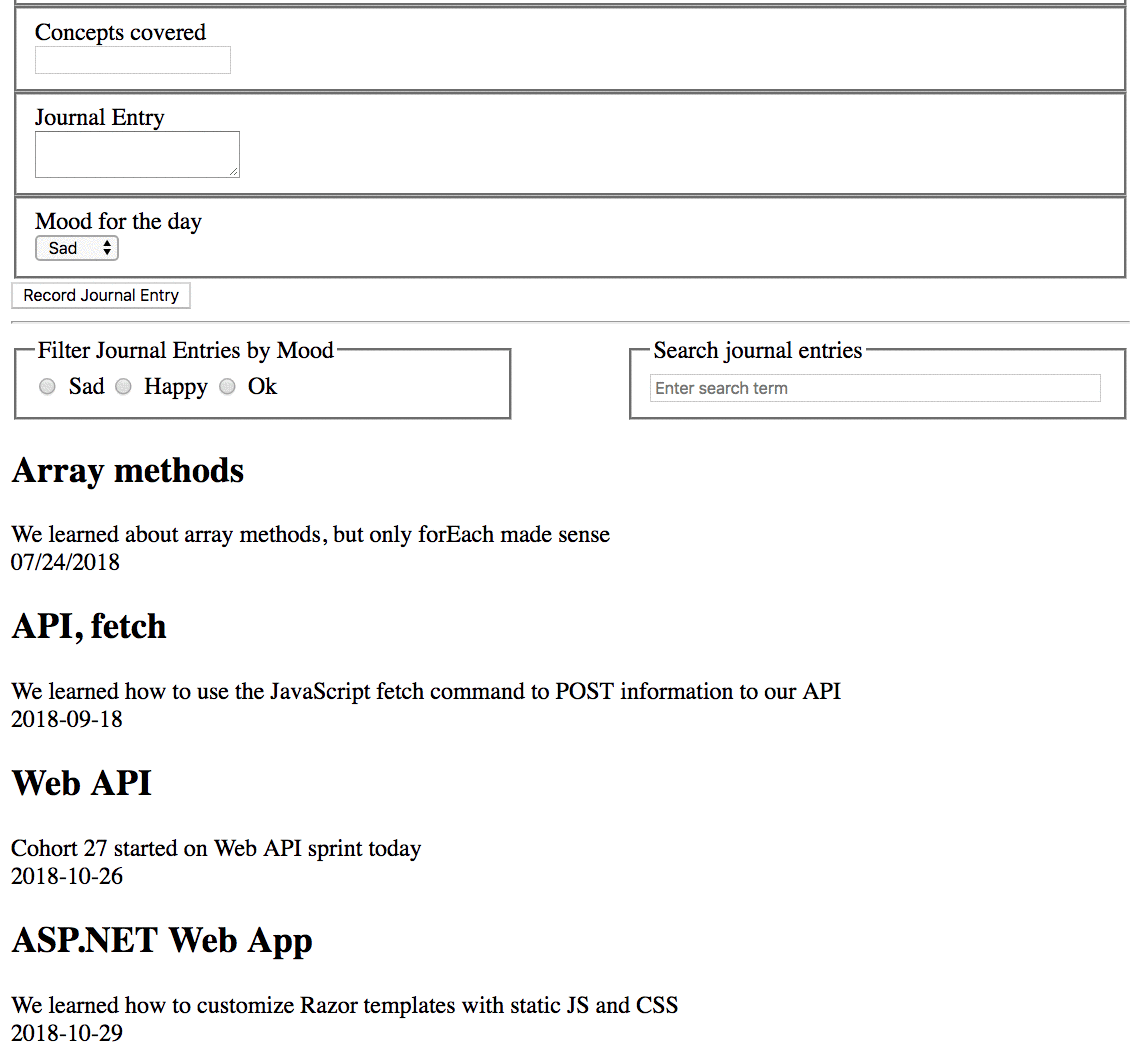 Concepts covered
Journal Entry
Mood for the day
Sad
Record Journal Entry
Filter Journal Entries by Mood
Sad Happy Ok
Search journal entries
Enter search term
Array methods
We learned about array methods, but only forEach made sense
07/24/2018
API, fetch
We learned how to use the JavaScript fetch command to POST information to our API
2018-09-18
Web API
Cohort 27 started on Web API sprint today
2018-10-26
ASP.NET Web App
We learned how to customize Razor templates with static JS and CSS
2018-10-29